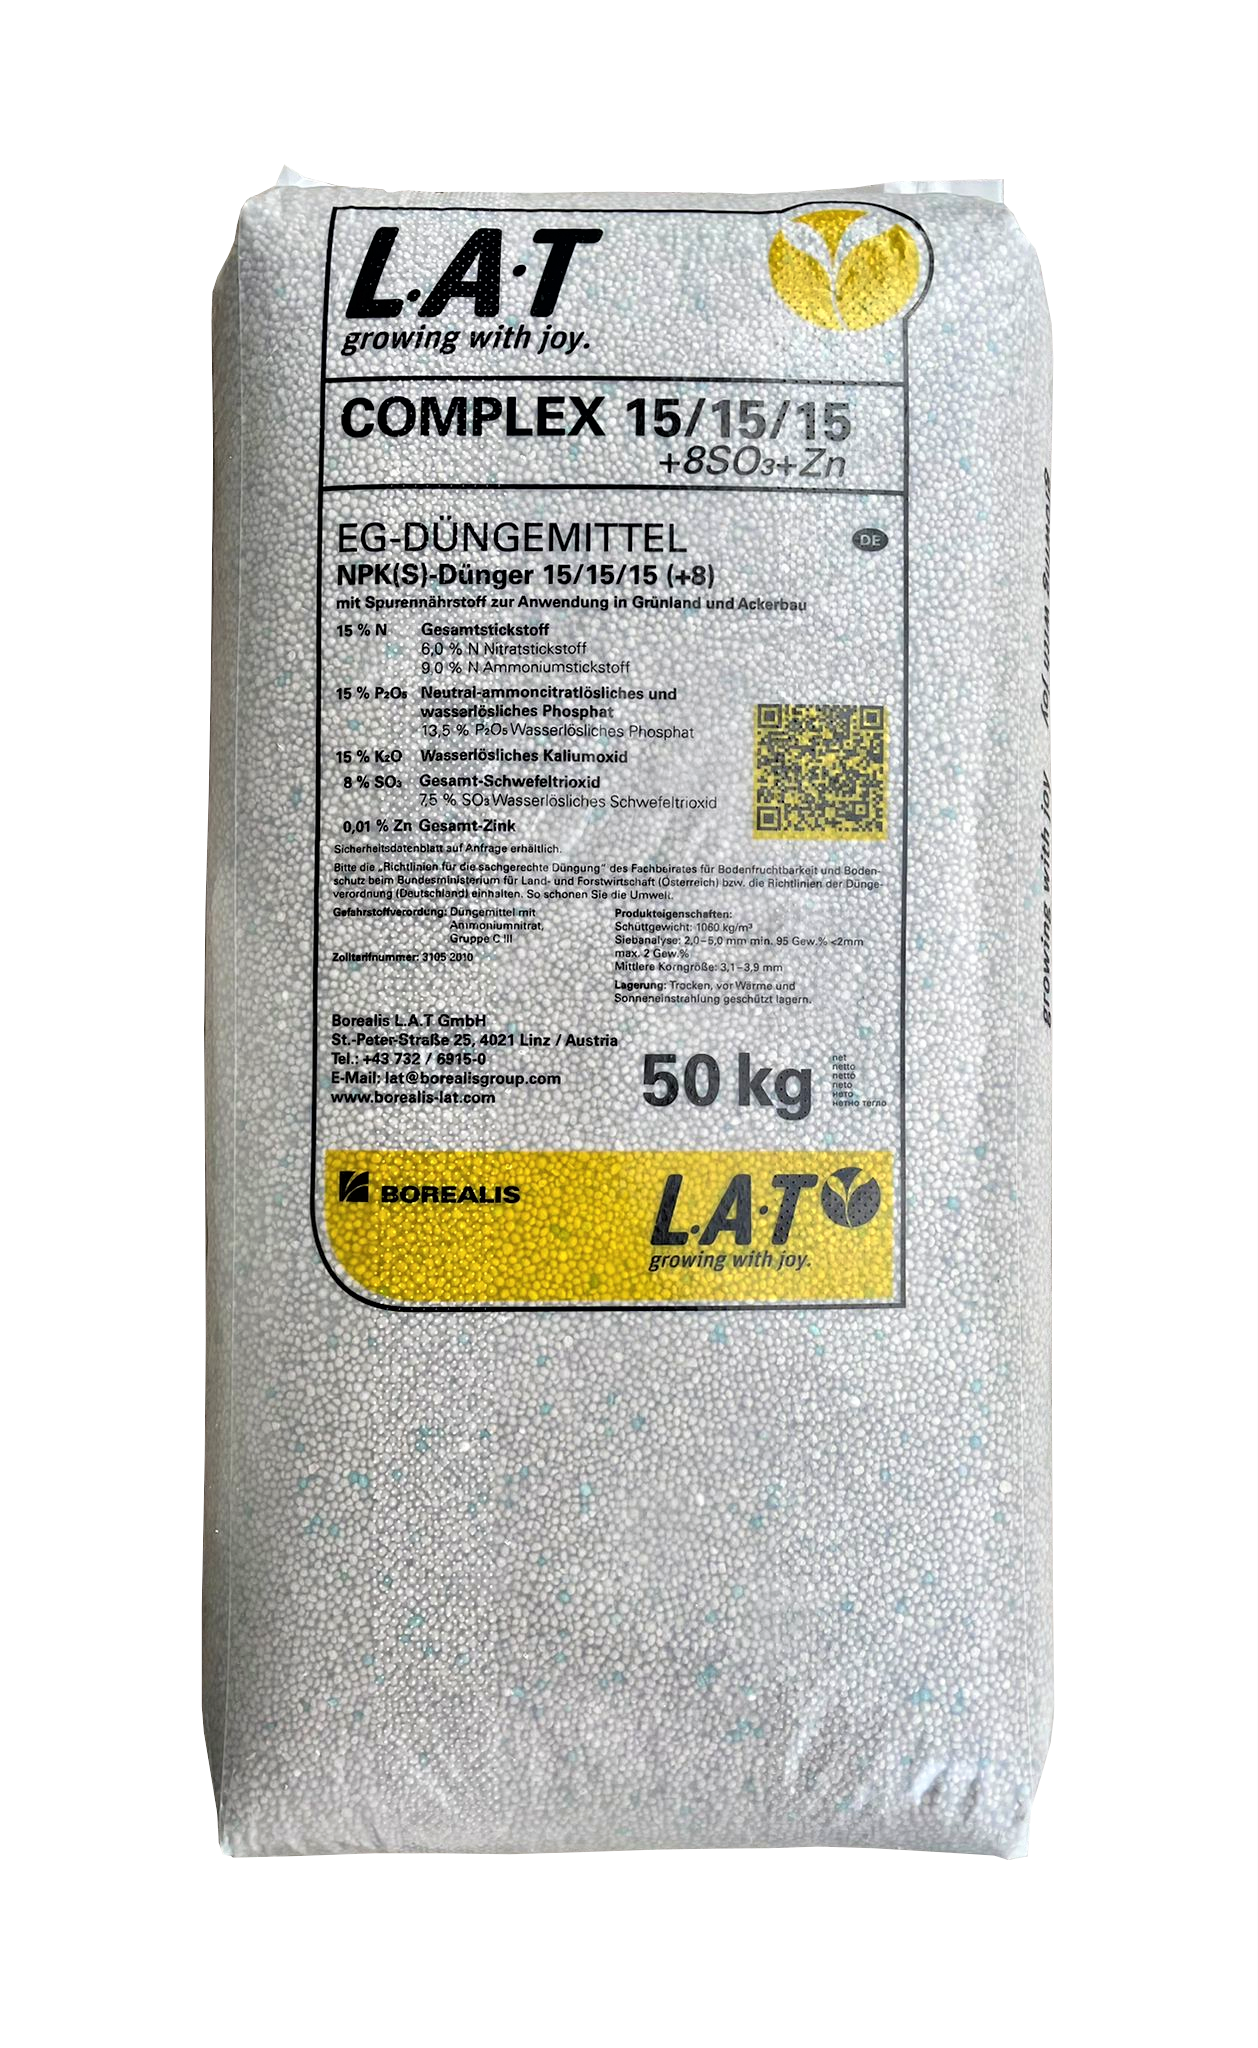 L.A.T
growing with joy.
COMPLEX 15/15/15
+8SO₃+Zn
EG-DÜNGEMITTEL DE
NPK(S)-Dünger 15/15/15 (+8)
mit Spurennährstoff zur Anwendung in Grünland und Ackerbau
15 % N Gesamtstickstoff
6,0 % N Nitratstickstoff
9,0 % N Ammoniumstickstoff
15 % P₂O₅ Neutral-ammoncitratlösliches und
wasserlösliches Phosphat
13,5 % P₂O₅ Wasserlösliches Phosphat
15 % K₂O Wasserlösliches Kaliumoxid
8 % SO₃ Gesamt-Schwefeltrioxid
7,5 % SO₃ Wasserlösliches Schwefeltrioxid
0,01 % Zn Gesamt-Zink
Sicherheitsdatenblatt auf Anfrage erhältlich.
Bitte die „Richtlinien für die sachgerechte Düngung“ des Fachbeirates für Bodenfruchtbarkeit und Boden-
schutz beim Bundesministerium für Land- und Forstwirtschaft (Österreich) bzw. die Richtlinien der Dünge-
verordnung (Deutschland) einhalten. So schonen Sie die Umwelt.
Gefahrstoffverordung: Düngemittel mit
Ammoniumnitrat,
Gruppe C III
Zolltarifnummer: 3105 2010
Produkteigenschaften:
Schüttgewicht: 1060 kg/m³
Siebanalyse: 2,0–5,0 mm min. 95 Gew.% <2mm
max. 2 Gew.%
Mittlere Korngröße: 3,1–3,9 mm
Lagerung: Trocken, vor Wärme und
Sonneneinstrahlung geschützt lagern.
Borealis L.A.T GmbH
St.-Peter-Straße 25, 4021 Linz / Austria
Tel.: +43 732 / 6915-0
E-Mail: lat@borealisgroup.com
www.borealis-lat.com
50 kg
net
netto
nettó
neto
нето
нетно тегло
BOREALIS
L.A.T
growing with joy.
growing with joy
growing with joy